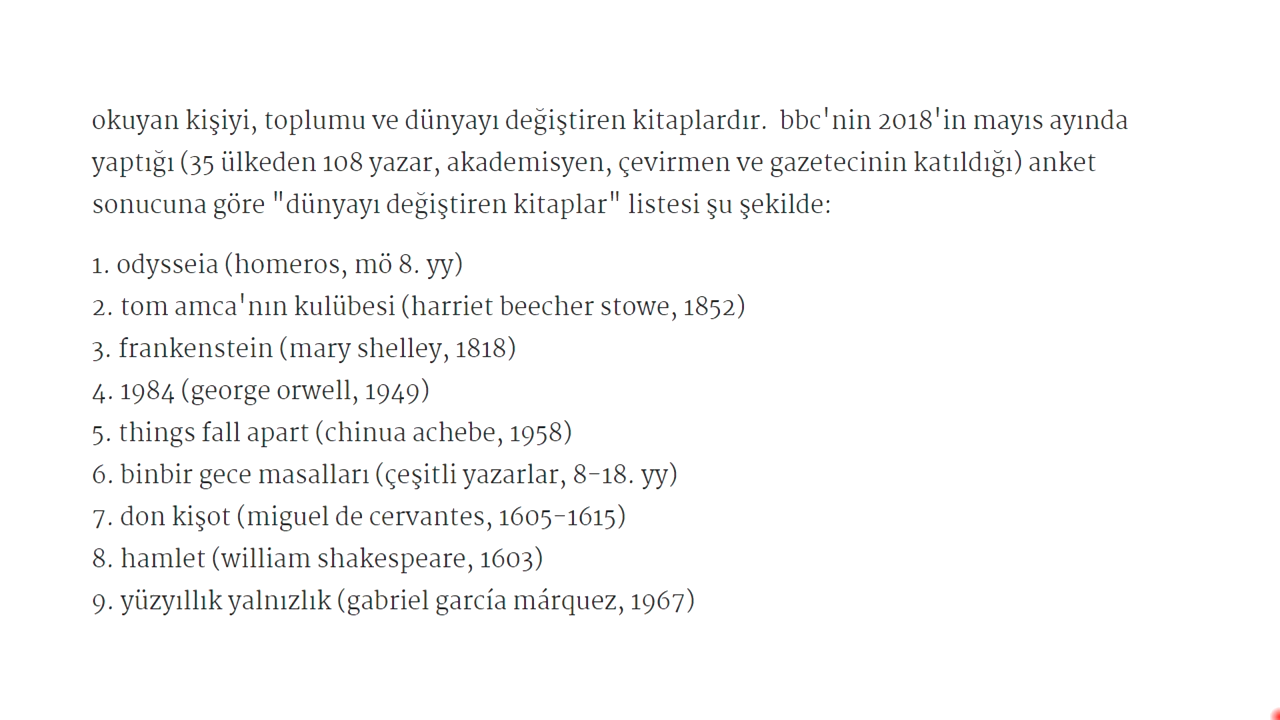 okuyan kişiyi, toplumu ve dünyayı değiştiren kitaplardır.  bbc'nin 2018'in mayıs ayında
yaptığı (35 ülkeden 108 yazar, akademisyen, çevirmen ve gazetecinin katıldığı) anket
sonucuna göre "dünyayı değiştiren kitaplar" listesi şu şekilde:
1. odysseia (homeros, mö 8. yy)
2. tom amca'nın kulübesi (harriet beecher stowe, 1852)
3. frankenstein (mary shelley, 1818)
4. 1984 (george orwell, 1949)
5. things fall apart (chinua achebe, 1958)
6. binbir gece masalları (çeşitli yazarlar, 8-18. yy)
7. don kişot (miguel de cervantes, 1605-1615)
8. hamlet (william shakespeare, 1603)
9. yüzyıllık yalnızlık (gabriel garcía márquez, 1967)